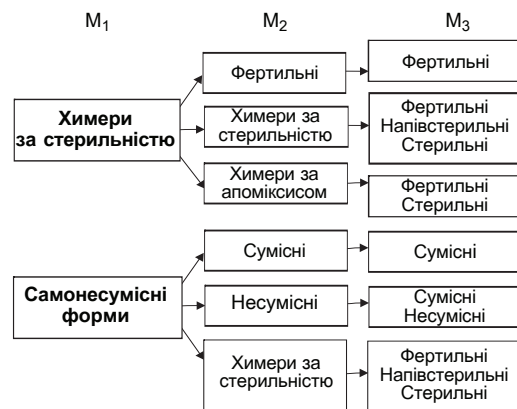 M1 M2 M3
Химери
за стерильністю
Фертильні
Фертильні
Химери за
стерильністю
Фертильні
Напівстерильні
Стерильні
Химери за
апоміксисом
Фертильні
Стерильні
Самонесумісні
форми
Сумісні
Сумісні
Несумісні
Сумісні
Несумісні
Химери за
стерильністю
Фертильні
Напівстерильні
Стерильні